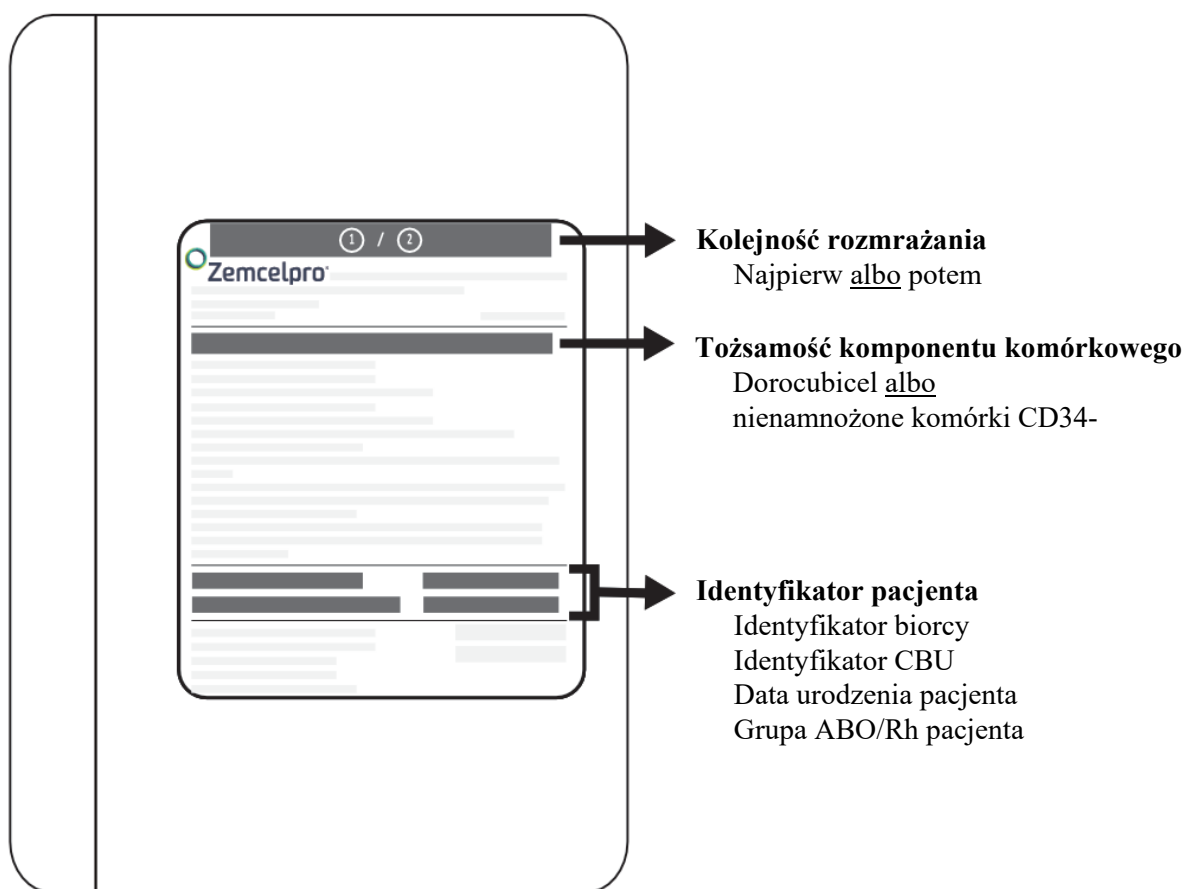 1 / 2
Zemcelpro®
Kolejność rozmrażania
Najpierw albo potem
Tożsamość komponentu komórkowego
Dorocubicel albo
nienamnożone komórki CD34-
Identyfikator pacjenta
Identyfikator biorcy
Identyfikator CBU
Data urodzenia pacjenta
Grupa ABO/Rh pacjenta